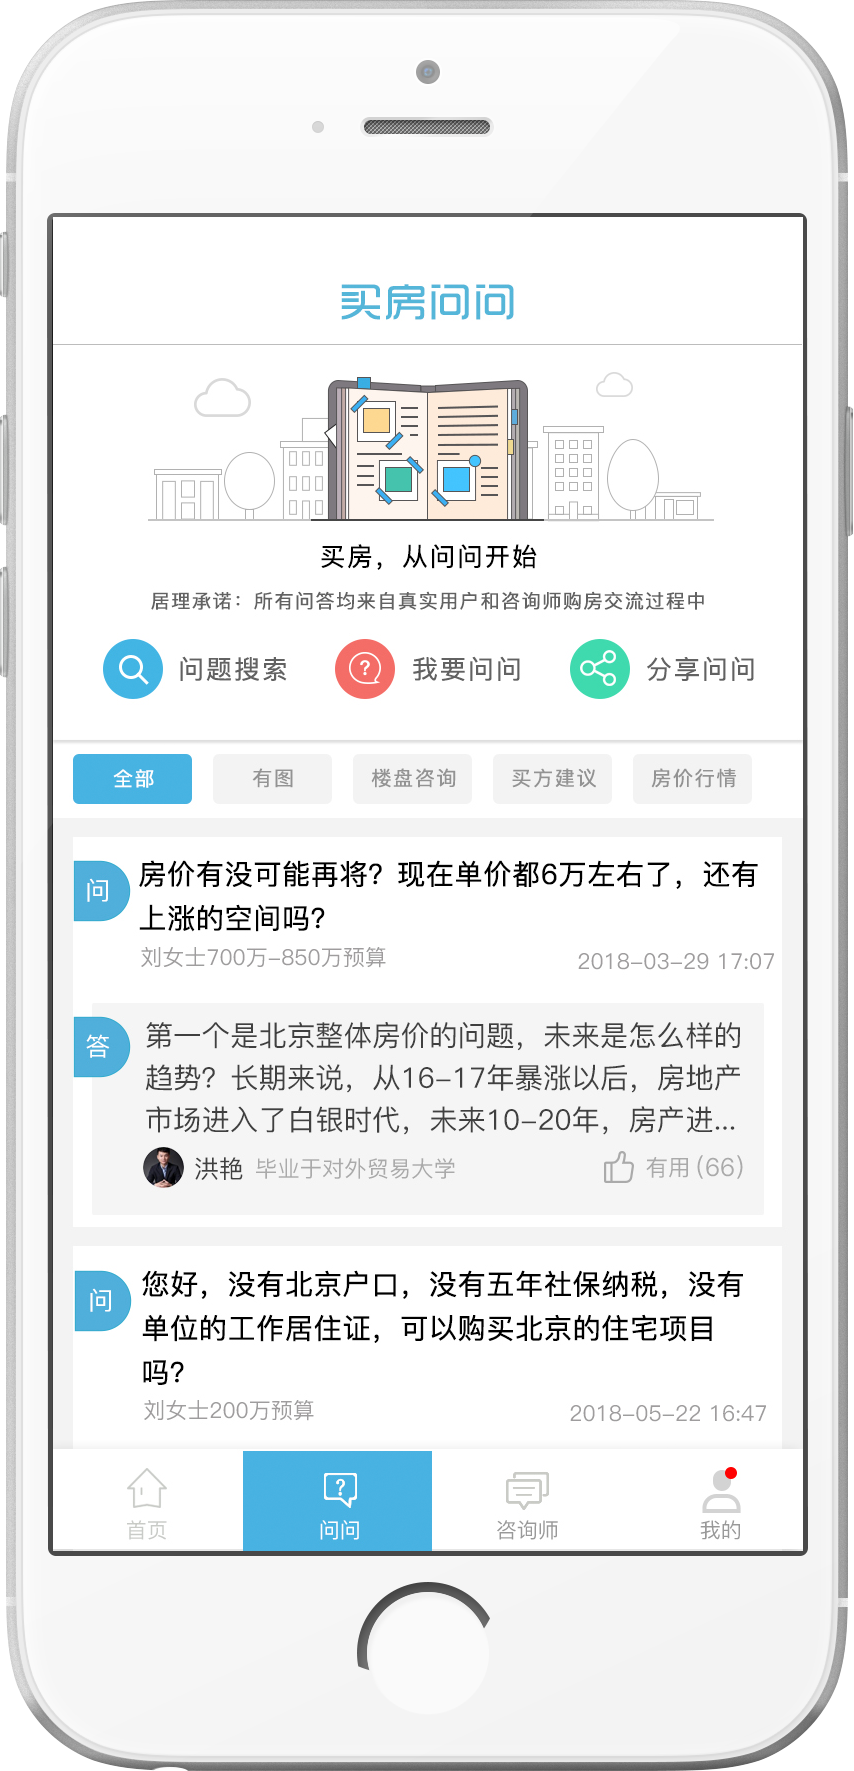 买房问问
买房，从问问开始
居理承诺：所有问答均来自真实用户和咨询师购房交流过程中
问题搜索 我要问问 分享问问
全部 有图 楼盘咨询 买方建议 房价行情
问 房价有没可能再将？现在单价都6万左右了，还有
上涨的空间吗？
刘女士700万-850万预算 2018-03-29 17:07
答 第一个是北京整体房价的问题，未来是怎么样的
趋势？长期来说，从16-17年暴涨以后，房地产
市场进入了白银时代，未来10-20年，房产进...
洪艳 毕业于对外贸易大学 有用(66)
问 您好，没有北京户口，没有五年社保纳税，没有
单位的工作居住证，可以购买北京的住宅项目
吗？
刘女士200万预算 2018-05-22 16:47
首页 问问 咨询师 我的